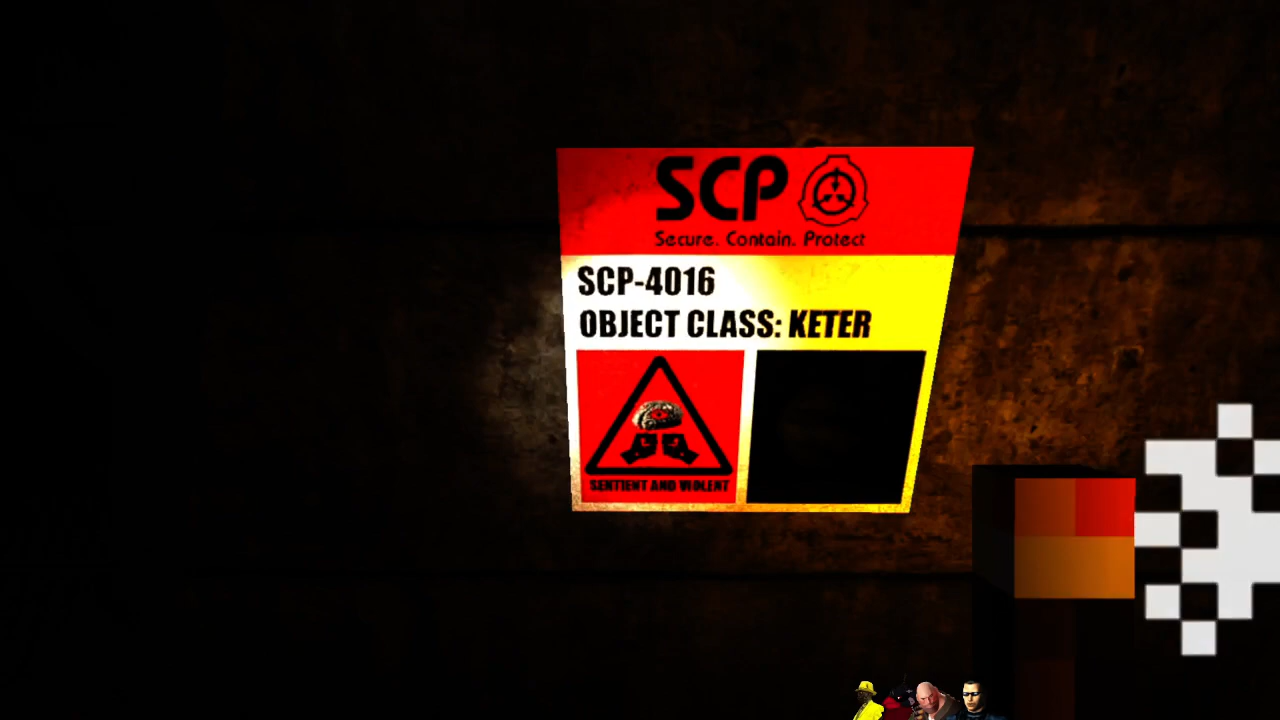 SCP
Secure. Contain. Protect
SCP-4016
OBJECT CLASS: KETER
SENTIENT AND VIOLENT